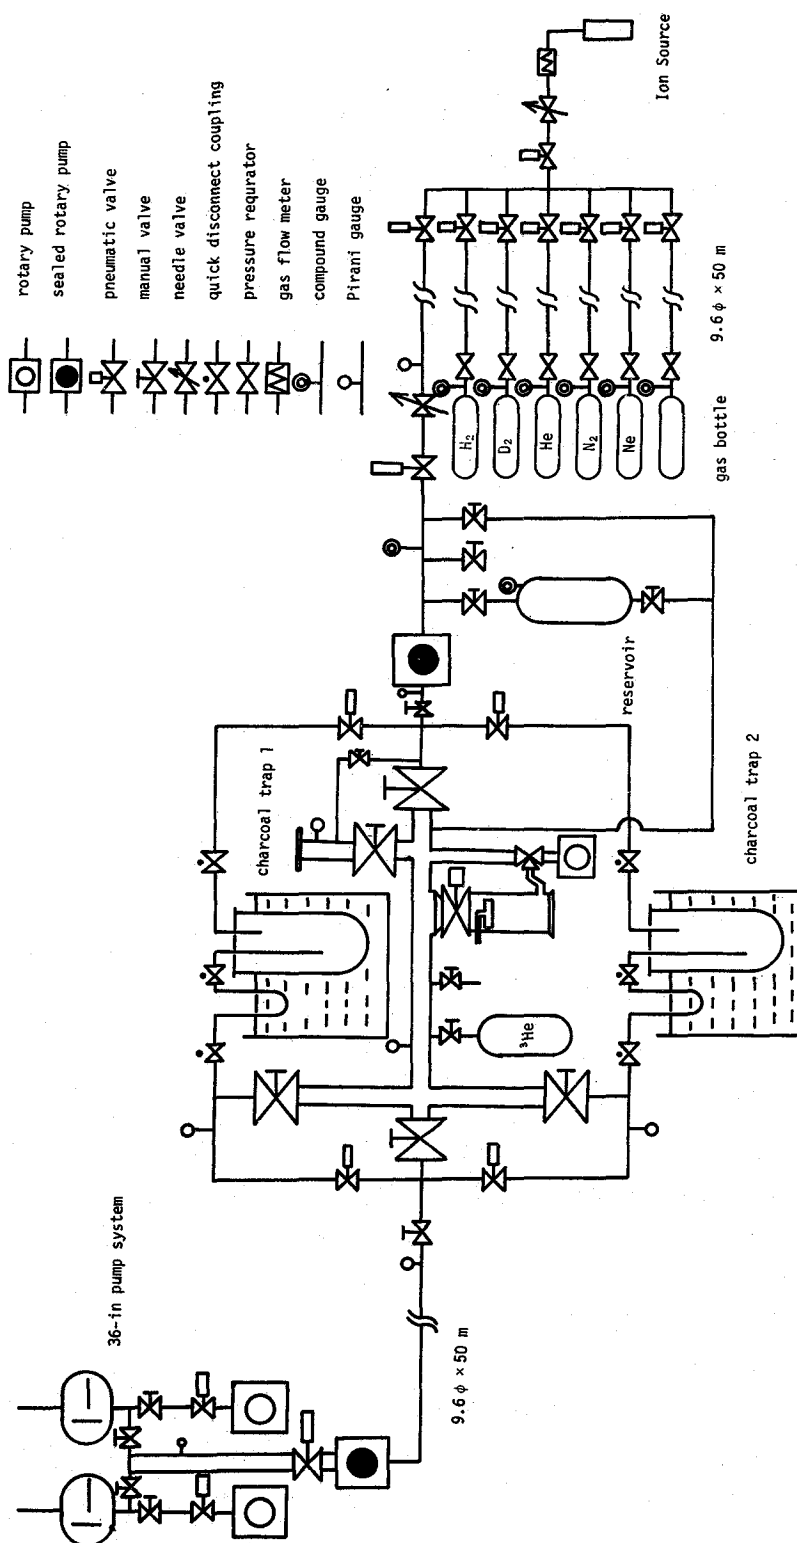 rotary pump
sealed rotary pump
pneumatic valve
manual valve
needle valve
quick disconnect coupling
pressure requrator
gas flow meter
compound gauge
Pirani gauge
36-in pump system
9.6 φ × 50 m
charcoal trap 1
³He
charcoal trap 2
reservoir
H₂
D₂
He
N₂
Ne
gas bottle
9.6 φ × 50 m
Ion Source